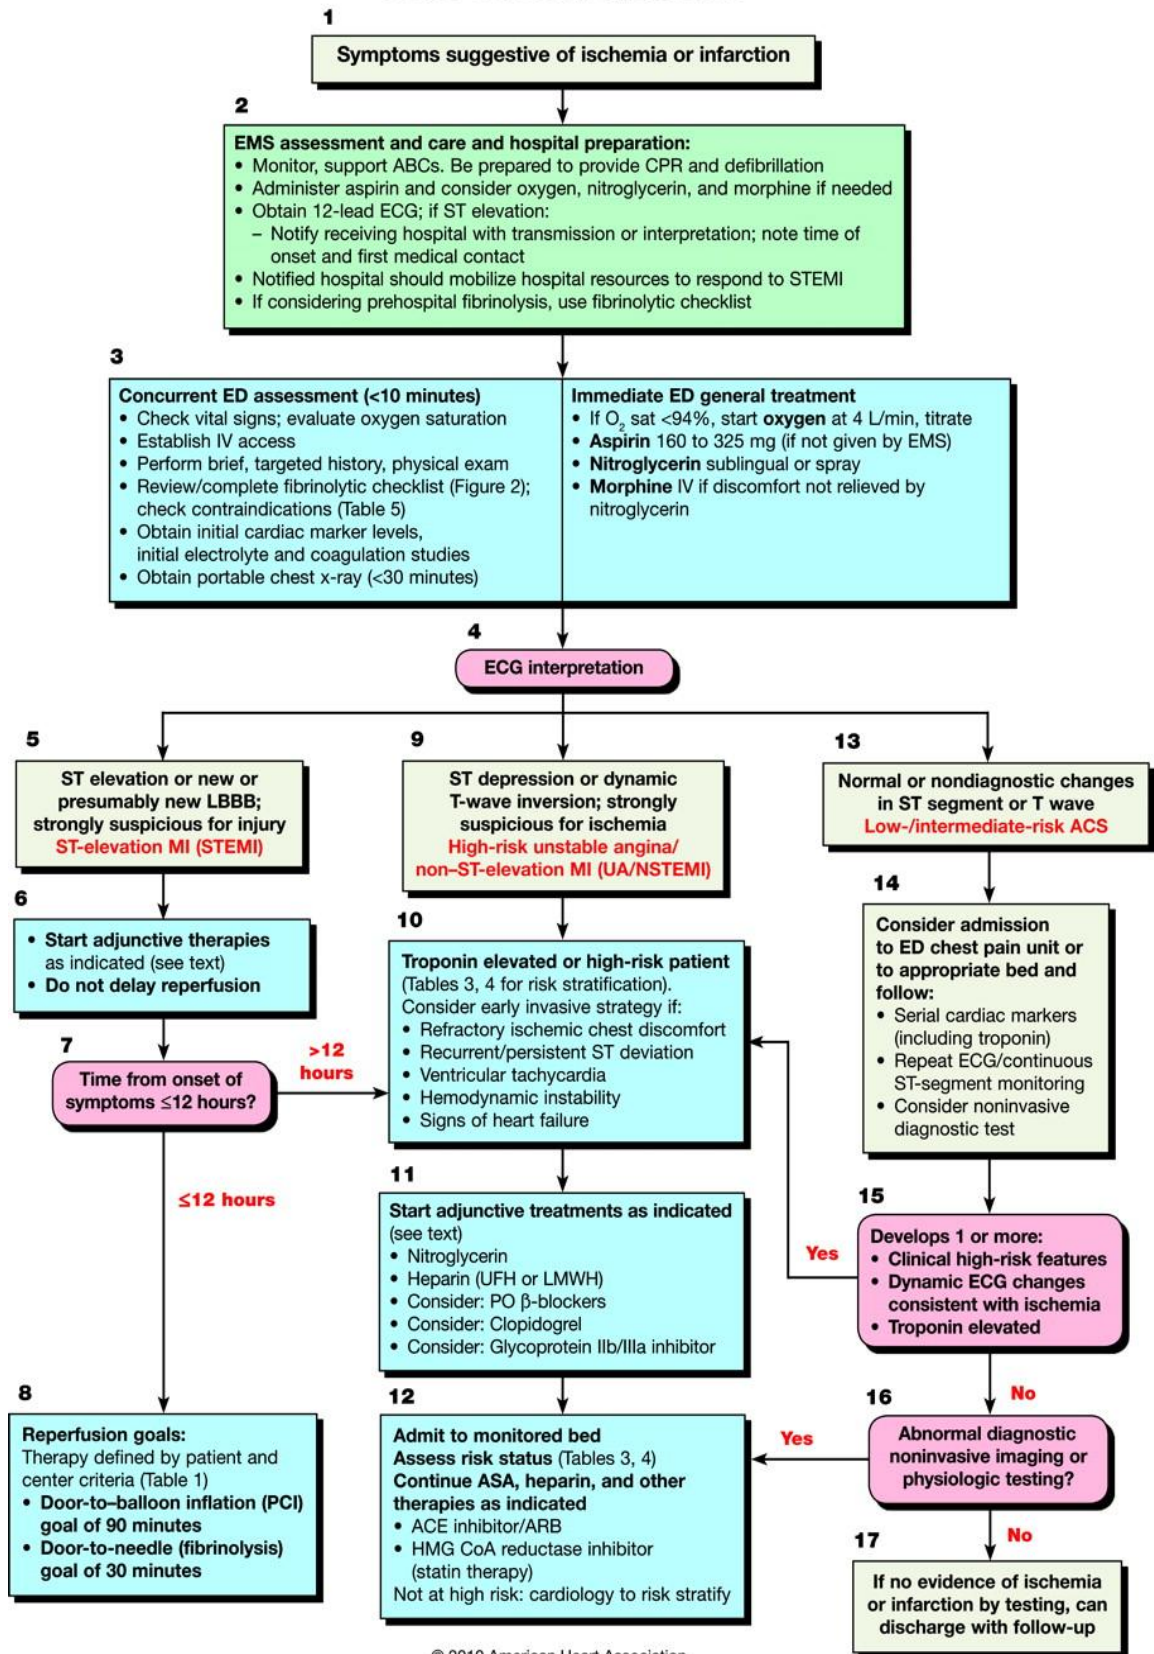 1
Symptoms suggestive of ischemia or infarction
2
EMS assessment and care and hospital preparation:
• Monitor, support ABCs. Be prepared to provide CPR and defibrillation
• Administer aspirin and consider oxygen, nitroglycerin, and morphine if needed
• Obtain 12-lead ECG; if ST elevation:
– Notify receiving hospital with transmission or interpretation; note time of
onset and first medical contact
• Notified hospital should mobilize hospital resources to respond to STEMI
• If considering prehospital fibrinolysis, use fibrinolytic checklist
3
Concurrent ED assessment (<10 minutes)
• Check vital signs; evaluate oxygen saturation
• Establish IV access
• Perform brief, targeted history, physical exam
• Review/complete fibrinolytic checklist (Figure 2);
check contraindications (Table 5)
• Obtain initial cardiac marker levels,
initial electrolyte and coagulation studies
• Obtain portable chest x-ray (<30 minutes)
Immediate ED general treatment
• If O2 sat <94%, start oxygen at 4 L/min, titrate
• Aspirin 160 to 325 mg (if not given by EMS)
• Nitroglycerin sublingual or spray
• Morphine IV if discomfort not relieved by
nitroglycerin
4
ECG interpretation
5
ST elevation or new or
presumably new LBBB;
strongly suspicious for injury
ST-elevation MI (STEMI)
6
• Start adjunctive therapies
as indicated (see text)
• Do not delay reperfusion
7
Time from onset of
symptoms ≤12 hours?
>12
hours
≤12 hours
8
Reperfusion goals:
Therapy defined by patient and
center criteria (Table 1)
• Door-to–balloon inflation (PCI)
goal of 90 minutes
• Door-to-needle (fibrinolysis)
goal of 30 minutes
9
ST depression or dynamic
T-wave inversion; strongly
suspicious for ischemia
High-risk unstable angina/
non–ST-elevation MI (UA/NSTEMI)
10
Troponin elevated or high-risk patient
(Tables 3, 4 for risk stratification).
Consider early invasive strategy if:
• Refractory ischemic chest discomfort
• Recurrent/persistent ST deviation
• Ventricular tachycardia
• Hemodynamic instability
• Signs of heart failure
11
Start adjunctive treatments as indicated
(see text)
• Nitroglycerin
• Heparin (UFH or LMWH)
• Consider: PO β-blockers
• Consider: Clopidogrel
• Consider: Glycoprotein IIb/IIIa inhibitor
12
Admit to monitored bed
Assess risk status (Tables 3, 4)
Continue ASA, heparin, and other
therapies as indicated
• ACE inhibitor/ARB
• HMG CoA reductase inhibitor
(statin therapy)
Not at high risk: cardiology to risk stratify
13
Normal or nondiagnostic changes
in ST segment or T wave
Low-/intermediate-risk ACS
14
Consider admission
to ED chest pain unit or
to appropriate bed and
follow:
• Serial cardiac markers
(including troponin)
• Repeat ECG/continuous
ST-segment monitoring
• Consider noninvasive
diagnostic test
15
Develops 1 or more:
• Clinical high-risk features
• Dynamic ECG changes
consistent with ischemia
• Troponin elevated
Yes
No
16
Abnormal diagnostic
noninvasive imaging or
physiologic testing?
Yes
No
17
If no evidence of ischemia
or infarction by testing, can
discharge with follow-up
American Heart Association